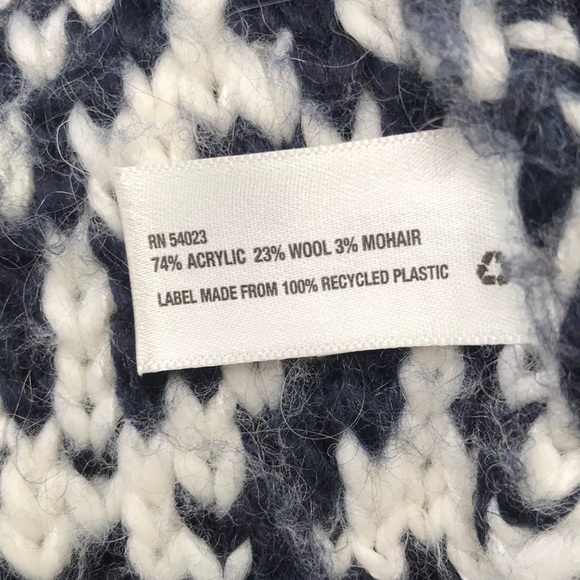 RN 54023
74% ACRYLIC 23% WOOL 3% MOHAIR
LABEL MADE FROM 100% RECYCLED PLASTIC